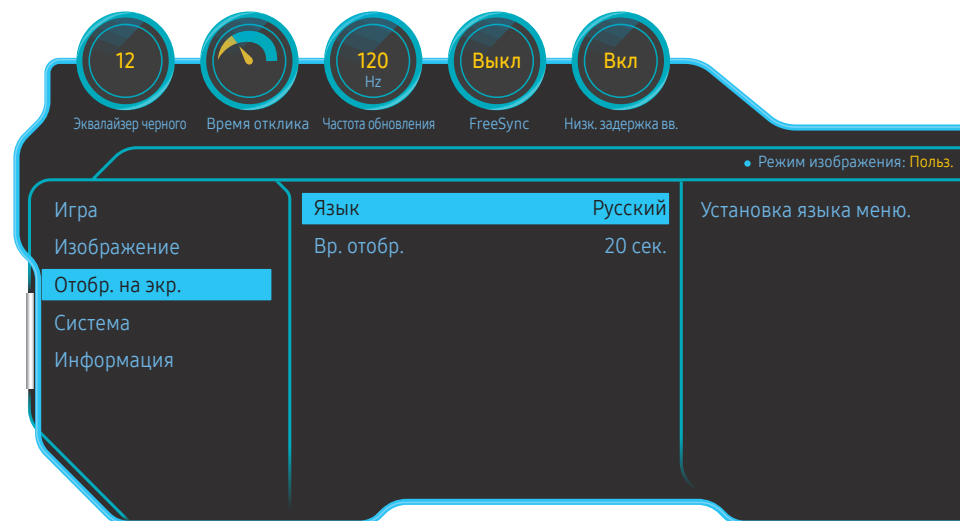 12
120
Hz
Выкл
Вкл
Эквалайзер черного
Время отклика
Частота обновления
FreeSync
Низк. задержка вв.
Режим изображения: Польз.
Игра
Изображение
Отобр. на экр.
Система
Информация
Язык Русский
Вр. отобр. 20 сек.
Установка языка меню.